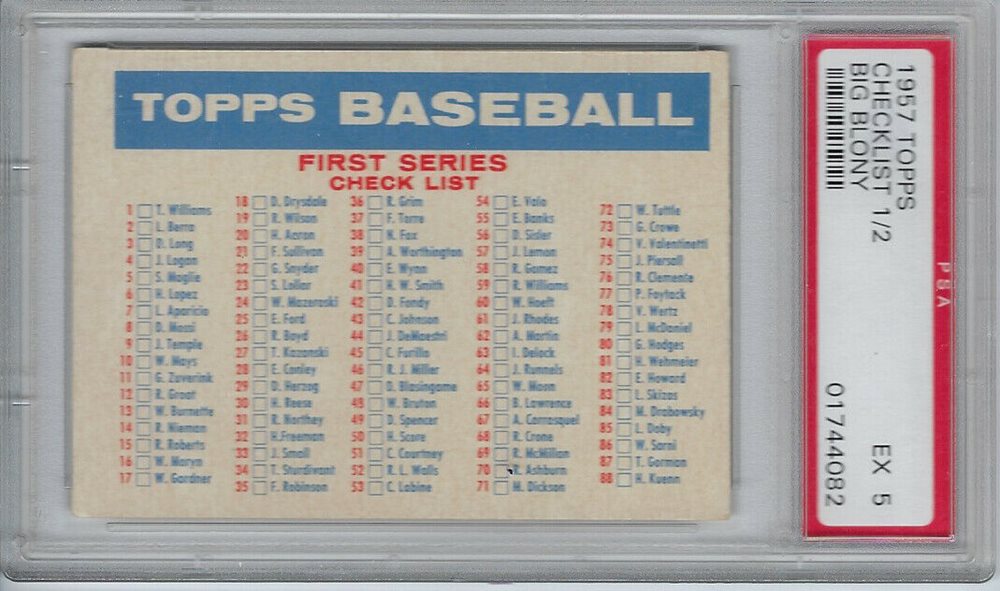 TOPPS BASEBALL
FIRST SERIES
CHECK LIST
1 T. Williams
2 L. Berra
3 D. Long
4 J. Logan
5 S. Maglie
6 H. Lopez
7 L. Aparicio
8 D. Mossi
9 J. Temple
10 W. Mays
11 G. Zuverink
12 R. Groat
13 W. Burnette
14 R. Nieman
15 R. Roberts
16 W. Moryn
17 W. Gardner
18 D. Drysdale
19 R. Wilson
20 H. Aaron
21 F. Sullivan
22 G. Snyder
23 S. Lollar
24 W. Mazeroski
25 E. Ford
26 R. Boyd
27 T. Kazanski
28 E. Conley
29 D. Herzog
30 H. Reese
31 R. Northey
32 H. Freeman
33 J. Small
34 T. Sturdivant
35 F. Robinson
36 R. Grim
37 F. Torre
38 N. Fox
39 A. Worthington
40 E. Wynn
41 H. W. Smith
42 D. Fondy
43 C. Johnson
44 J. DeMaestri
45 C. Furillo
46 R. J. Miller
47 D. Blasingame
48 W. Bruton
49 D. Spencer
50 H. Score
51 C. Courtney
52 R. L. Walls
53 C. Labine
54 E. Valo
55 E. Banks
56 D. Sisler
57 J. Lemon
58 R. Gomez
59 R. Williams
60 W. Hoeft
61 J. Rhodes
62 A. Martin
63 I. Delock
64 J. Runnels
65 W. Moon
66 B. Lawrence
67 A. Carrasquel
68 R. Crone
69 R. McMillan
70 R. Ashburn
71 M. Dickson
72 W. Tuttle
73 G. Crowe
74 V. Valentinetti
75 J. Piersall
76 R. Clemente
77 P. Foytack
78 V. Wertz
79 L. McDaniel
80 G. Hodges
81 H. Wehmeier
82 E. Howard
83 L. Skizas
84 M. Drabowsky
85 L. Doby
86 W. Sarni
87 T. Gorman
88 H. Kuenn
1957 TOPPS
CHECKLIST 1/2
BIG BLONY
EX 5
01744082
PSA